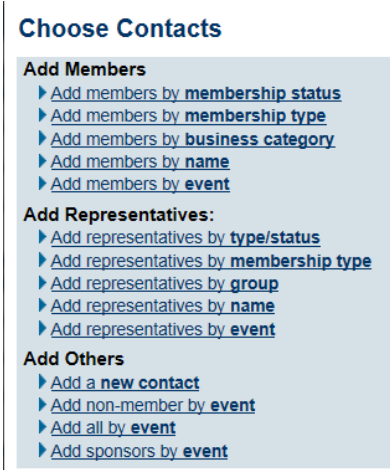 Choose Contacts
Add Members
Add members by membership status
Add members by membership type
Add members by business category
Add members by name
Add members by event
Add Representatives:
Add representatives by type/status
Add representatives by membership type
Add representatives by group
Add representatives by name
Add representatives by event
Add Others
Add a new contact
Add non-member by event
Add all by event
Add sponsors by event